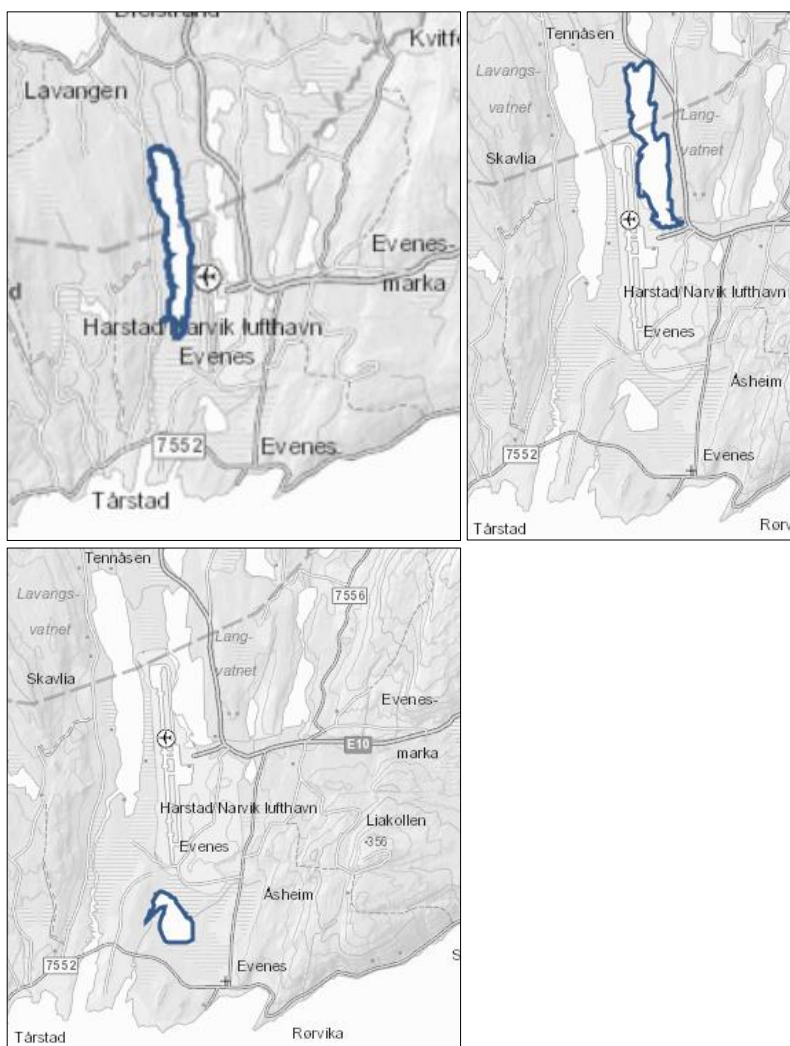 Kvitf
Lavangen
Evenes-
marka
Harstad/Narvik lufthavn
Evenes
7552
Evenes
Tårstad
Tennåsen
Lavangs-
vatnet
Lang-
vatnet
Skavlia
Harstad/Narvik lufthavn
Evenes
Åsheim
7552
Evenes
Tårstad
Rørv
Tennåsen
Lavangs-
vatnet
7556
Lang-
vatnet
Skavlia
Evenes-
E10
marka
Harstad/Narvik lufthavn
Liakollen
-356
Evenes
Åsheim
7552
Evenes
S
Tårstad
Rørvika